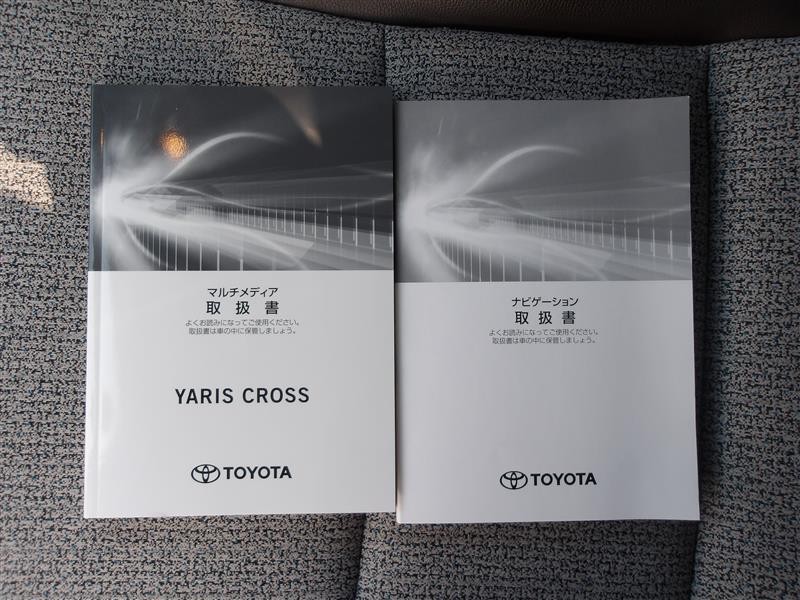 マルチメディア
取扱書
よくお読みになってご使用ください。
取扱書は車の中に保管しましょう。
YARIS CROSS
TOYOTA
ナビゲーション
取扱書
よくお読みになってご使用ください。
取扱書は車の中に保管しましょう。
TOYOTA